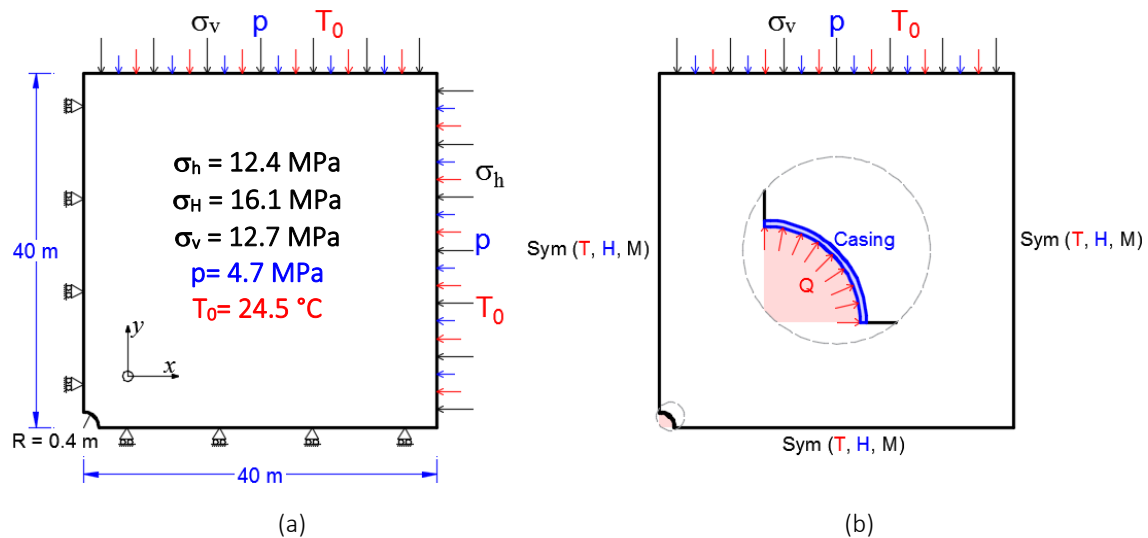 σv p T0
40 m
σh = 12.4 MPa
σH = 16.1 MPa
σv = 12.7 MPa
p= 4.7 MPa
T0= 24.5 °C
σh
p
T0
y
x
R = 0.4 m
40 m
(a)
σv p T0
Sym (T, H, M)
Casing
Q
Sym (T, H, M)
Sym (T, H, M)
(b)